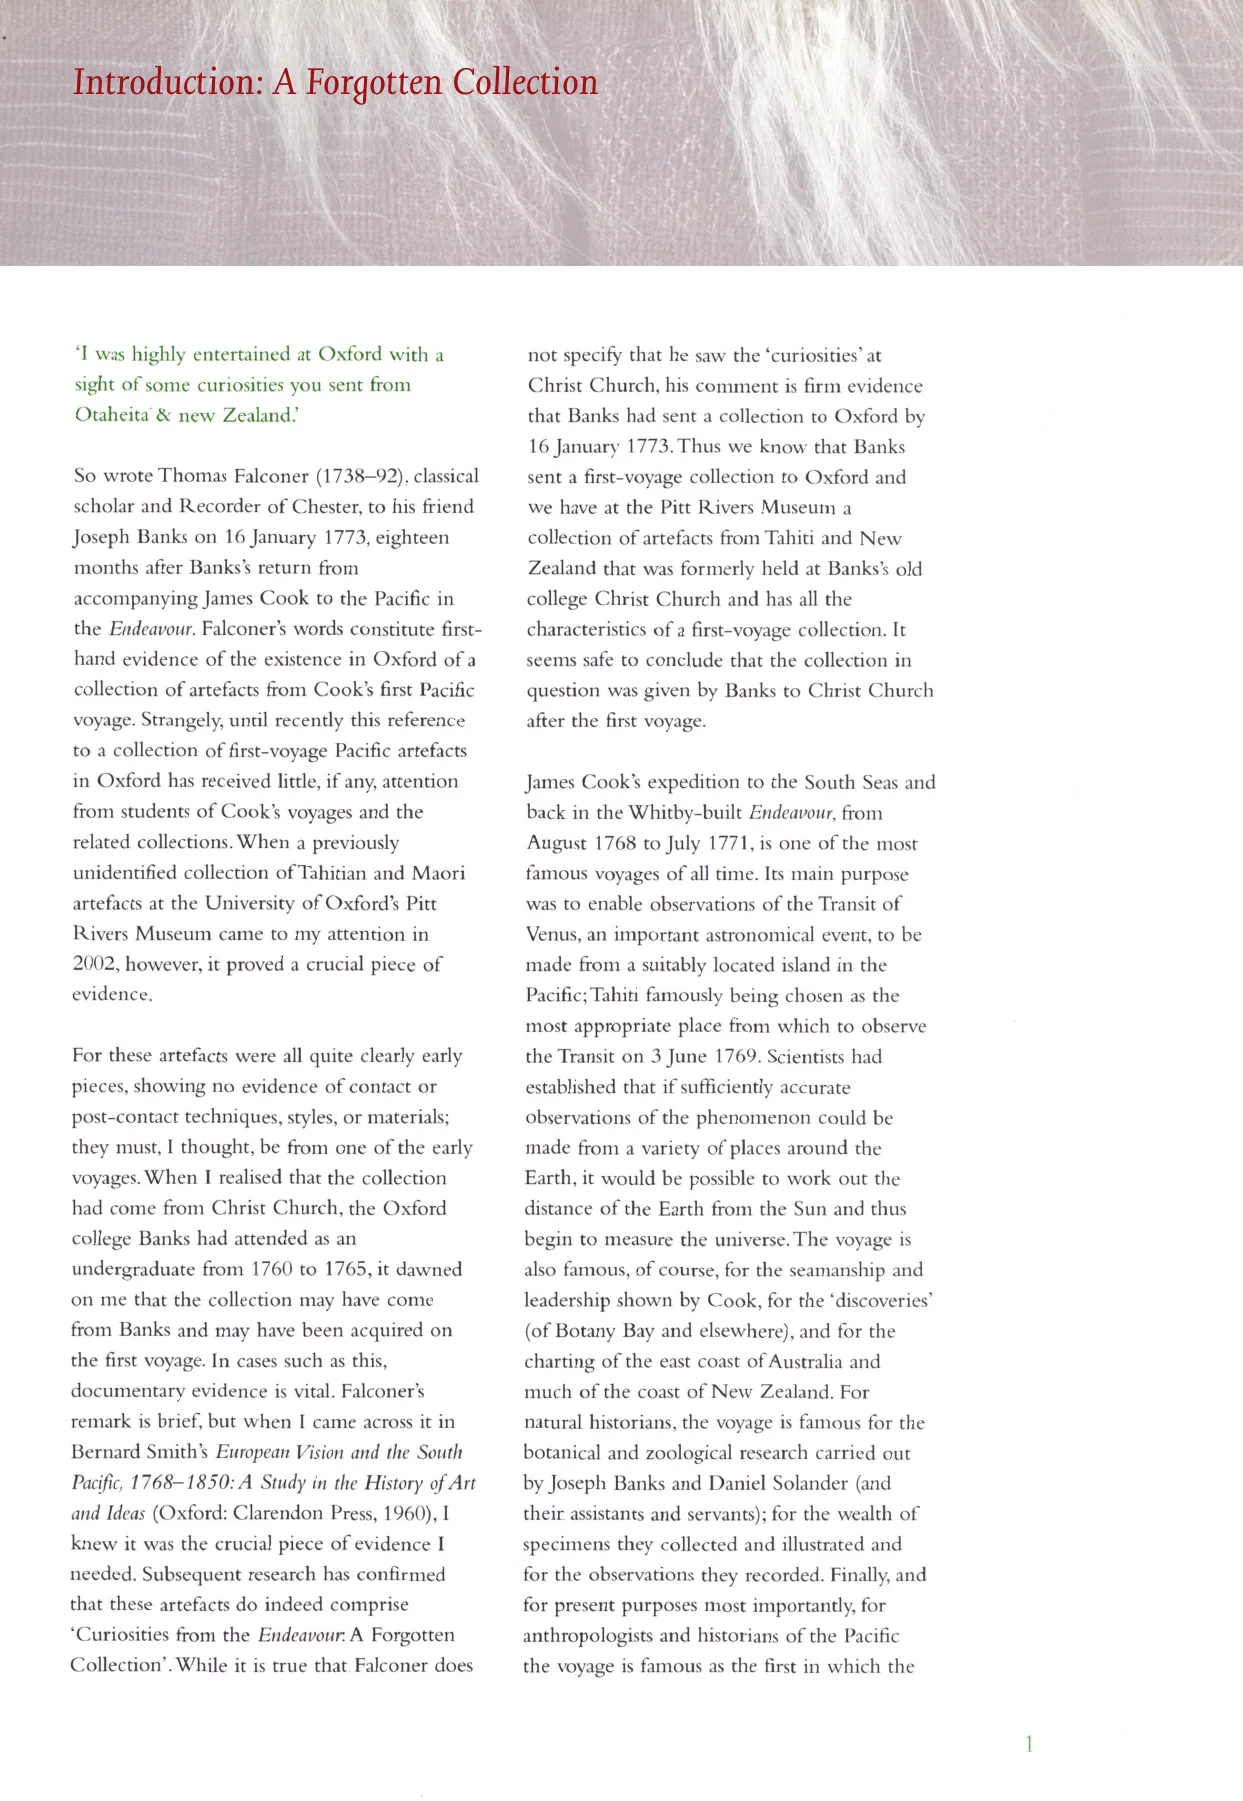 Introduction: A Forgotten Collection
‘I was highly entertained at Oxford with a
sight of some curiosities you sent from
Otaheita & new Zealand.’
So wrote Thomas Falconer (1738–92), classical
scholar and Recorder of Chester, to his friend
Joseph Banks on 16 January 1773, eighteen
months after Banks’s return from
accompanying James Cook to the Pacific in
the Endeavour. Falconer’s words constitute first-
hand evidence of the existence in Oxford of a
collection of artefacts from Cook’s first Pacific
voyage. Strangely, until recently this reference
to a collection of first-voyage Pacific artefacts
in Oxford has received little, if any, attention
from students of Cook’s voyages and the
related collections. When a previously
unidentified collection of Tahitian and Maori
artefacts at the University of Oxford’s Pitt
Rivers Museum came to my attention in
2002, however, it proved a crucial piece of
evidence.
For these artefacts were all quite clearly early
pieces, showing no evidence of contact or
post-contact techniques, styles, or materials;
they must, I thought, be from one of the early
voyages. When I realised that the collection
had come from Christ Church, the Oxford
college Banks had attended as an
undergraduate from 1760 to 1765, it dawned
on me that the collection may have come
from Banks and may have been acquired on
the first voyage. In cases such as this,
documentary evidence is vital. Falconer’s
remark is brief, but when I came across it in
Bernard Smith’s European Vision and the South
Pacific, 1768–1850: A Study in the History of Art
and Ideas (Oxford: Clarendon Press, 1960), I
knew it was the crucial piece of evidence I
needed. Subsequent research has confirmed
that these artefacts do indeed comprise
‘Curiosities from the Endeavour: A Forgotten
Collection’. While it is true that Falconer does
not specify that he saw the ‘curiosities’ at
Christ Church, his comment is firm evidence
that Banks had sent a collection to Oxford by
16 January 1773. Thus we know that Banks
sent a first-voyage collection to Oxford and
we have at the Pitt Rivers Museum a
collection of artefacts from Tahiti and New
Zealand that was formerly held at Banks’s old
college Christ Church and has all the
characteristics of a first-voyage collection. It
seems safe to conclude that the collection in
question was given by Banks to Christ Church
after the first voyage.
James Cook’s expedition to the South Seas and
back in the Whitby-built Endeavour, from
August 1768 to July 1771, is one of the most
famous voyages of all time. Its main purpose
was to enable observations of the Transit of
Venus, an important astronomical event, to be
made from a suitably located island in the
Pacific; Tahiti famously being chosen as the
most appropriate place from which to observe
the Transit on 3 June 1769. Scientists had
established that if sufficiently accurate
observations of the phenomenon could be
made from a variety of places around the
Earth, it would be possible to work out the
distance of the Earth from the Sun and thus
begin to measure the universe. The voyage is
also famous, of course, for the seamanship and
leadership shown by Cook, for the ‘discoveries’
(of Botany Bay and elsewhere), and for the
charting of the east coast of Australia and
much of the coast of New Zealand. For
natural historians, the voyage is famous for the
botanical and zoological research carried out
by Joseph Banks and Daniel Solander (and
their assistants and servants); for the wealth of
specimens they collected and illustrated and
for the observations they recorded. Finally, and
for present purposes most importantly, for
anthropologists and historians of the Pacific
the voyage is famous as the first in which the
1